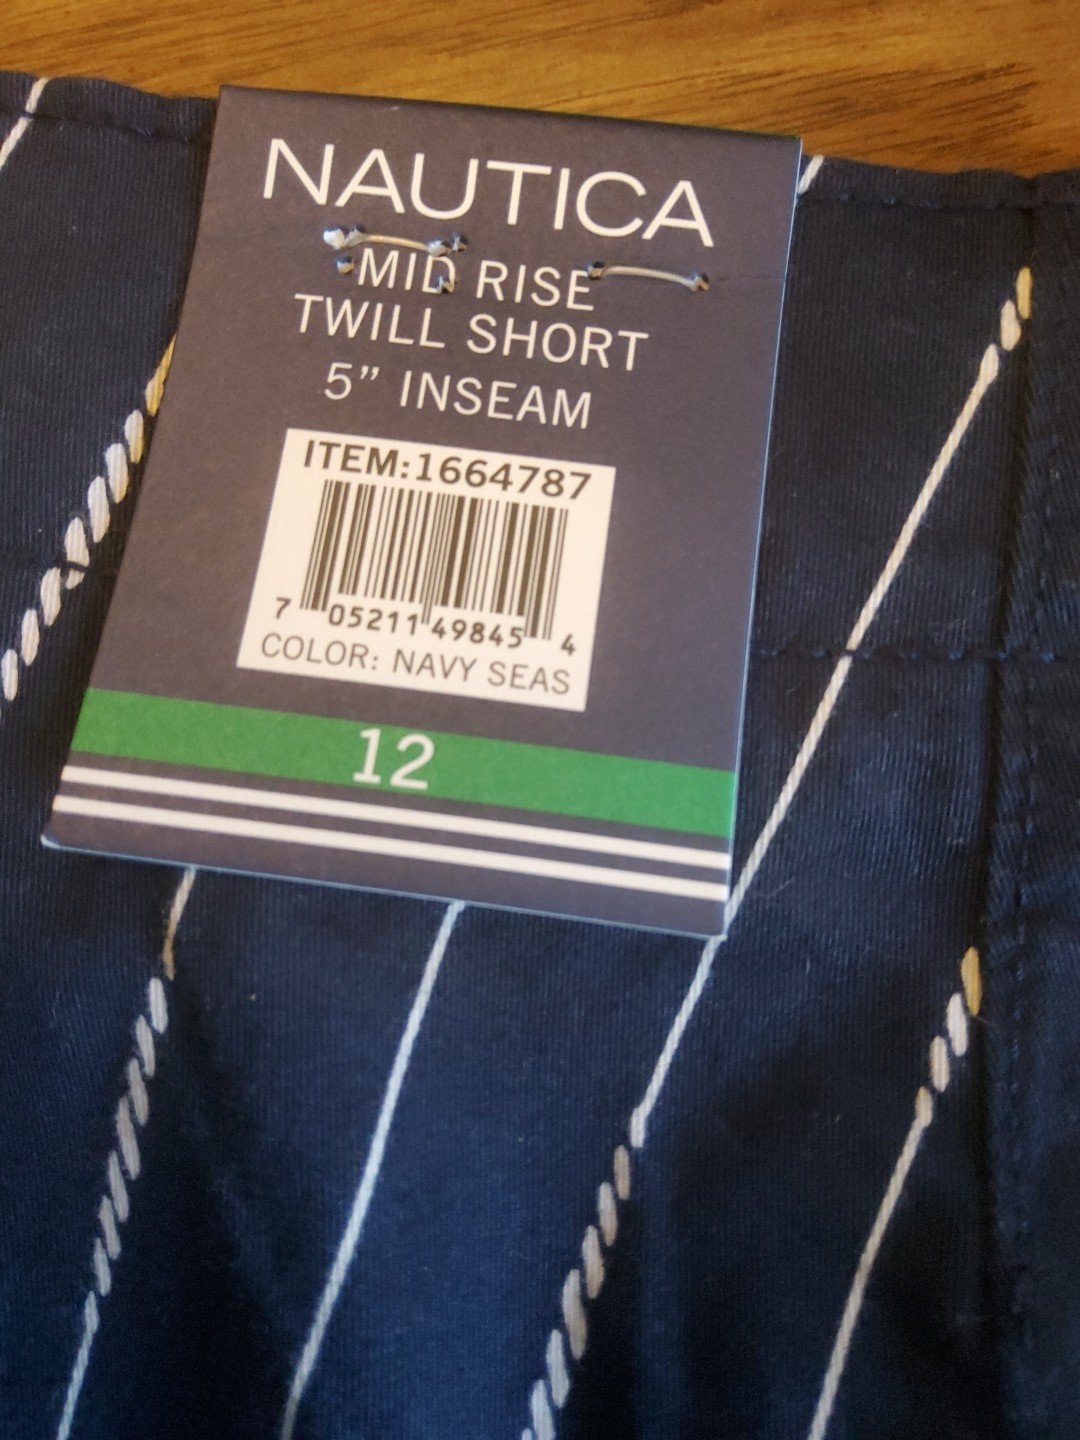 NAUTICA
MID RISE
TWILL SHORT
5” INSEAM
ITEM:1664787
7 05211 49845 4
COLOR: NAVY SEAS
12